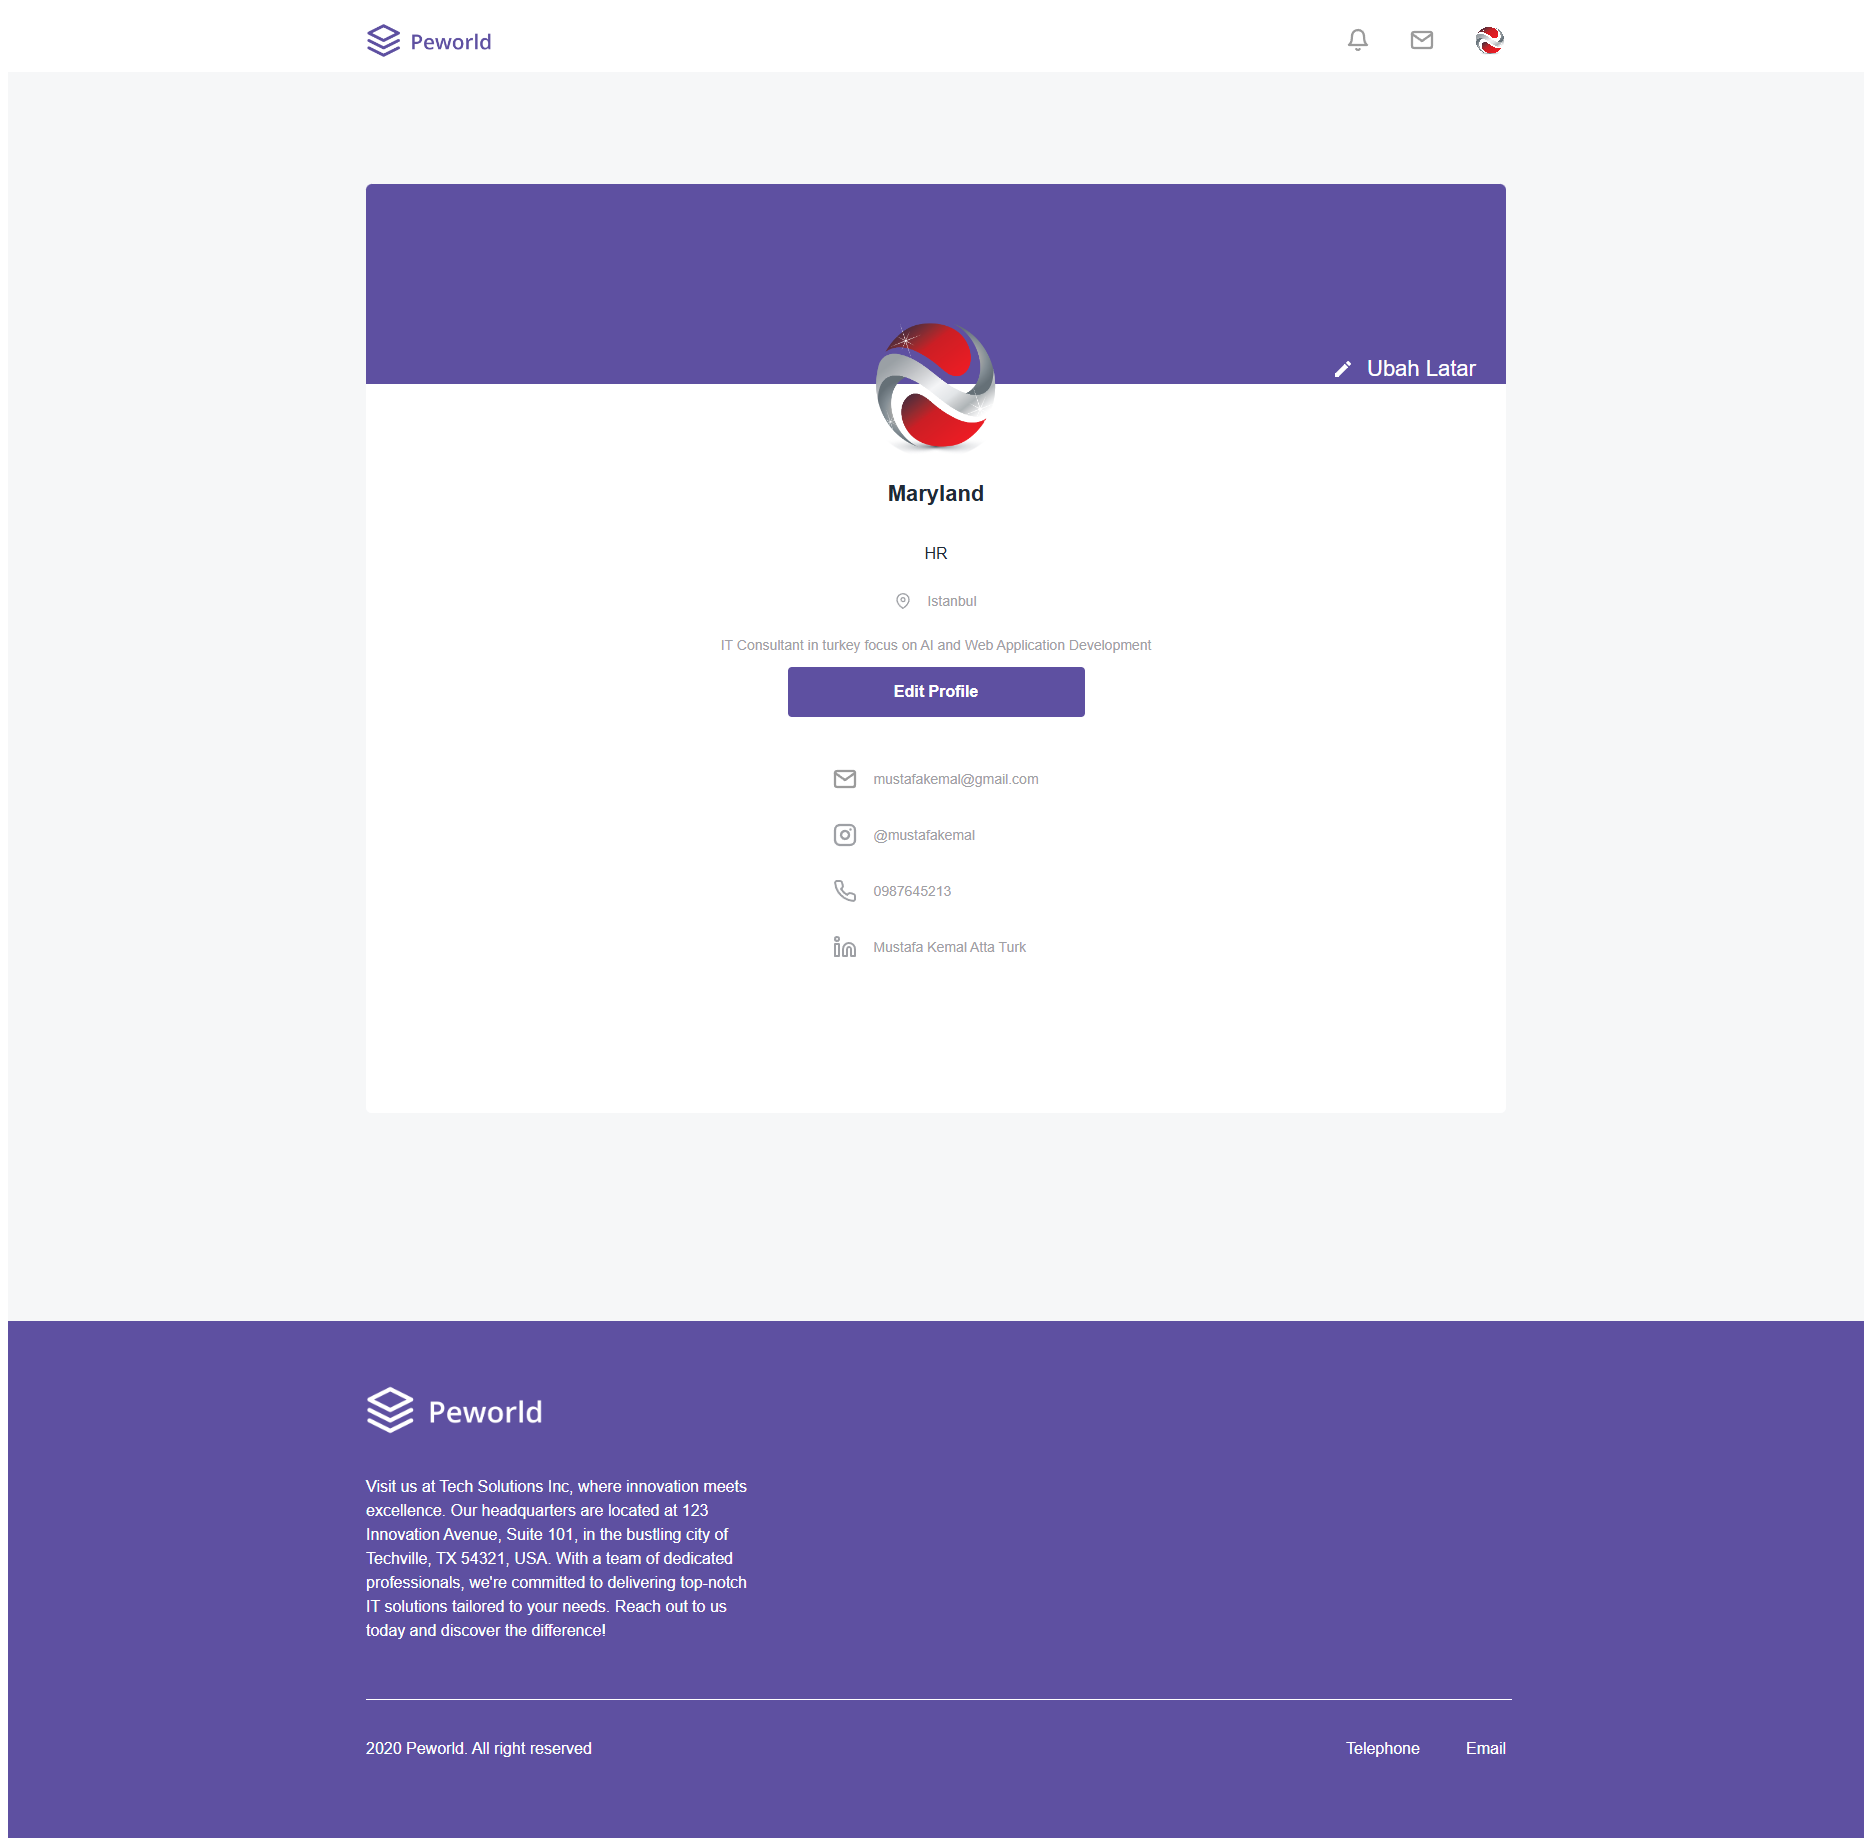 Peworld
Ubah Latar
Maryland
HR
Istanbul
IT Consultant in turkey focus on AI and Web Application Development
Edit Profile
mustafakemal@gmail.com
@mustafakemal
0987645213
Mustafa Kemal Atta Turk
Peworld
Visit us at Tech Solutions Inc, where innovation meets
excellence. Our headquarters are located at 123
Innovation Avenue, Suite 101, in the bustling city of
Techville, TX 54321, USA. With a team of dedicated
professionals, we're committed to delivering top-notch
IT solutions tailored to your needs. Reach out to us
today and discover the difference!
2020 Peworld. All right reserved
Telephone
Email